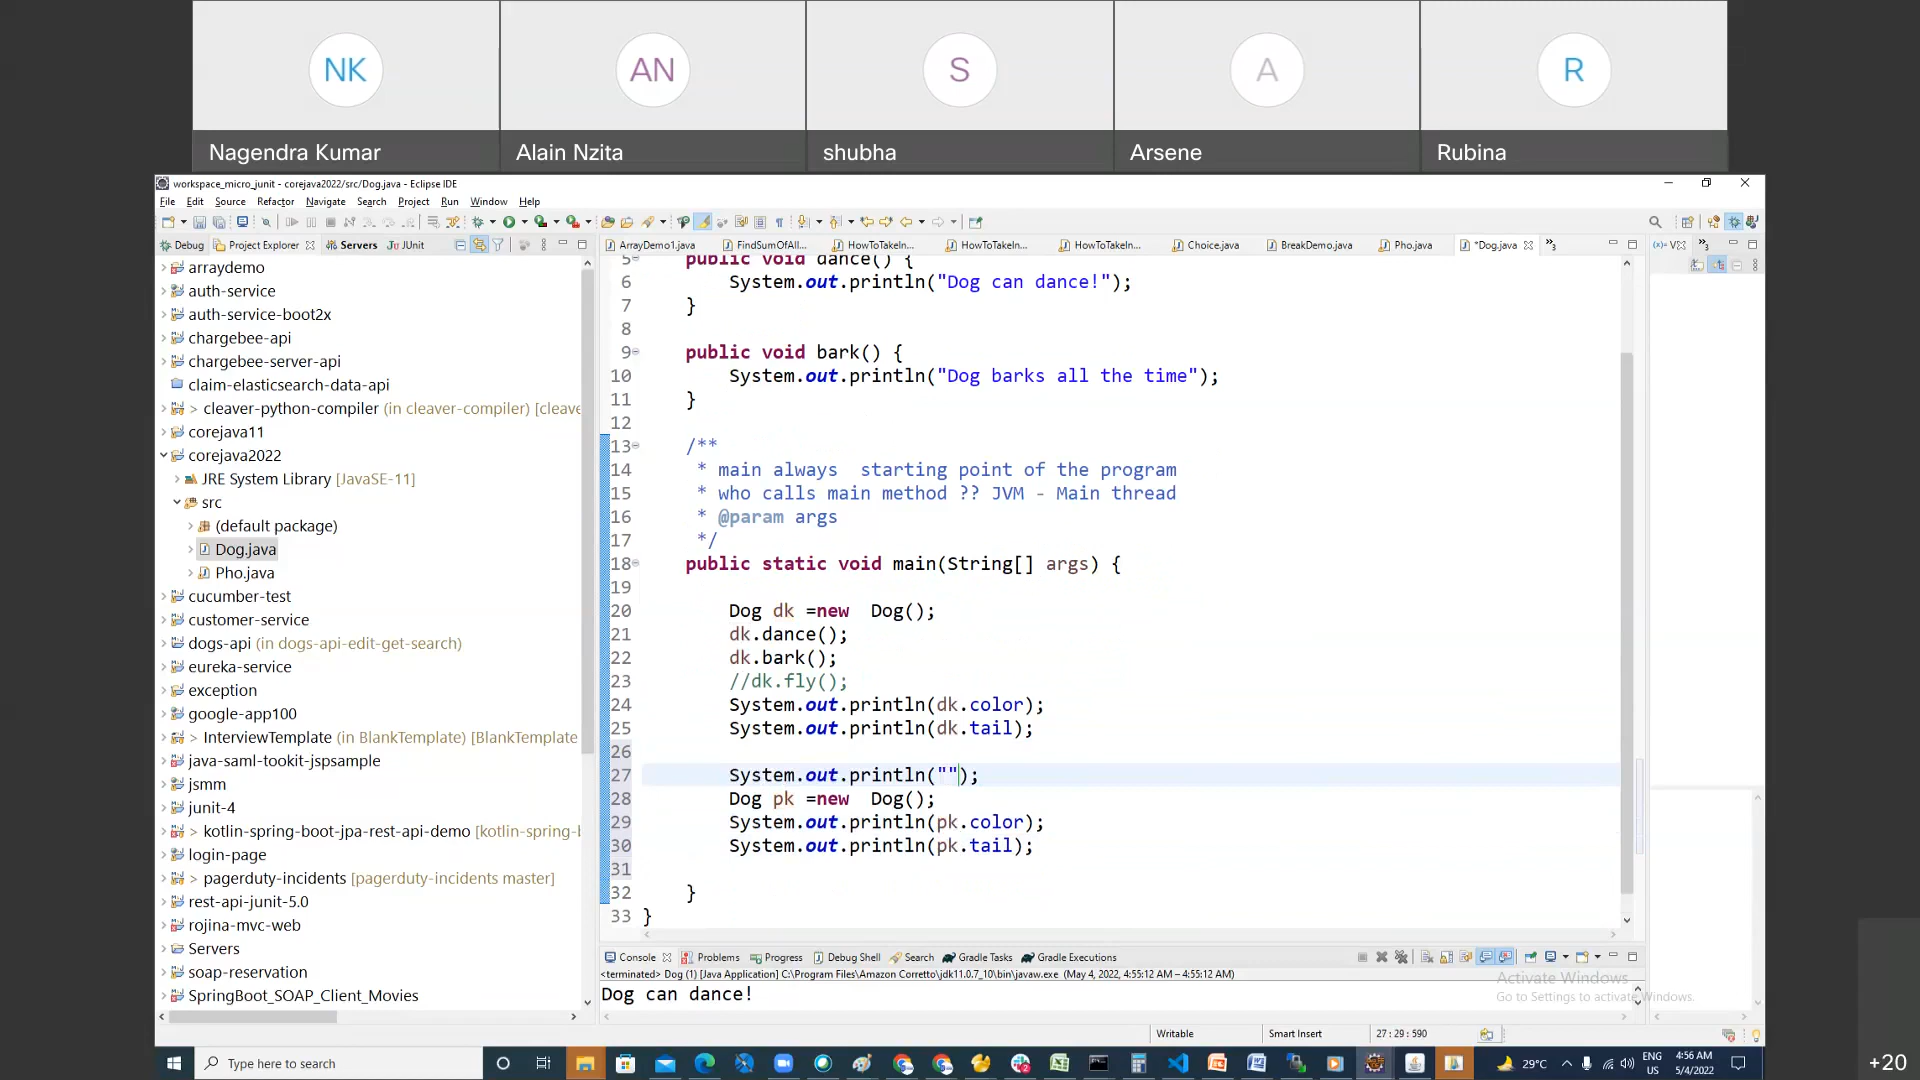 NK
AN
S
A
R
Nagendra Kumar
Alain Nzita
shubha
Arsene
Rubina
workspace_micro_junit - corejava2022/src/Dog.java - Eclipse IDE
File Edit Source Refactor Navigate Search Project Run Window Help
Debug Project Explorer Servers JUnit
ArrayDemo1.java FindSumOfAll... HowToTakeIn... HowToTakeIn... HowToTakeIn... Choice.java BreakDemo.java Pho.java *Dog.java
arraydemo
auth-service
auth-service-boot2x
chargebee-api
chargebee-server-api
claim-elasticsearch-data-api
> cleaver-python-compiler (in cleaver-compiler) [cleave
corejava11
corejava2022
JRE System Library [JavaSE-11]
src
(default package)
Dog.java
Pho.java
cucumber-test
customer-service
dogs-api (in dogs-api-edit-get-search)
eureka-service
exception
google-app100
> InterviewTemplate (in BlankTemplate) [BlankTemplate
java-saml-tookit-jspsample
jsmm
junit-4
> kotlin-spring-boot-jpa-rest-api-demo [kotlin-spring-b
login-page
> pagerduty-incidents [pagerduty-incidents master]
rest-api-junit-5.0
rojina-mvc-web
Servers
soap-reservation
SpringBoot_SOAP_Client_Movies
5 public void dance() {
6 System.out.println("Dog can dance!");
7 }
8
9 public void bark() {
10 System.out.println("Dog barks all the time");
11 }
12
13 /**
14 * main always  starting point of the program
15 * who calls main method ?? JVM - Main thread
16 * @param args
17 */
18 public static void main(String[] args) {
19
20 Dog dk =new  Dog();
21 dk.dance();
22 dk.bark();
23 //dk.fly();
24 System.out.println(dk.color);
25 System.out.println(dk.tail);
26
27 System.out.println("");
28 Dog pk =new  Dog();
29 System.out.println(pk.color);
30 System.out.println(pk.tail);
31
32 }
33 }
Console Problems Progress Debug Shell Search Gradle Tasks Gradle Executions
<terminated> Dog (1) [Java Application] C:\Program Files\Amazon Corretto\jdk11.0.7_10\bin\javaw.exe (May 4, 2022, 4:55:12 AM – 4:55:12 AM)
Dog can dance!
Activate Windows
Go to Settings to activate Windows.
Writable Smart Insert 27 : 29 : 590
Type here to search
29°C ENG US 4:56 AM 5/4/2022
+20